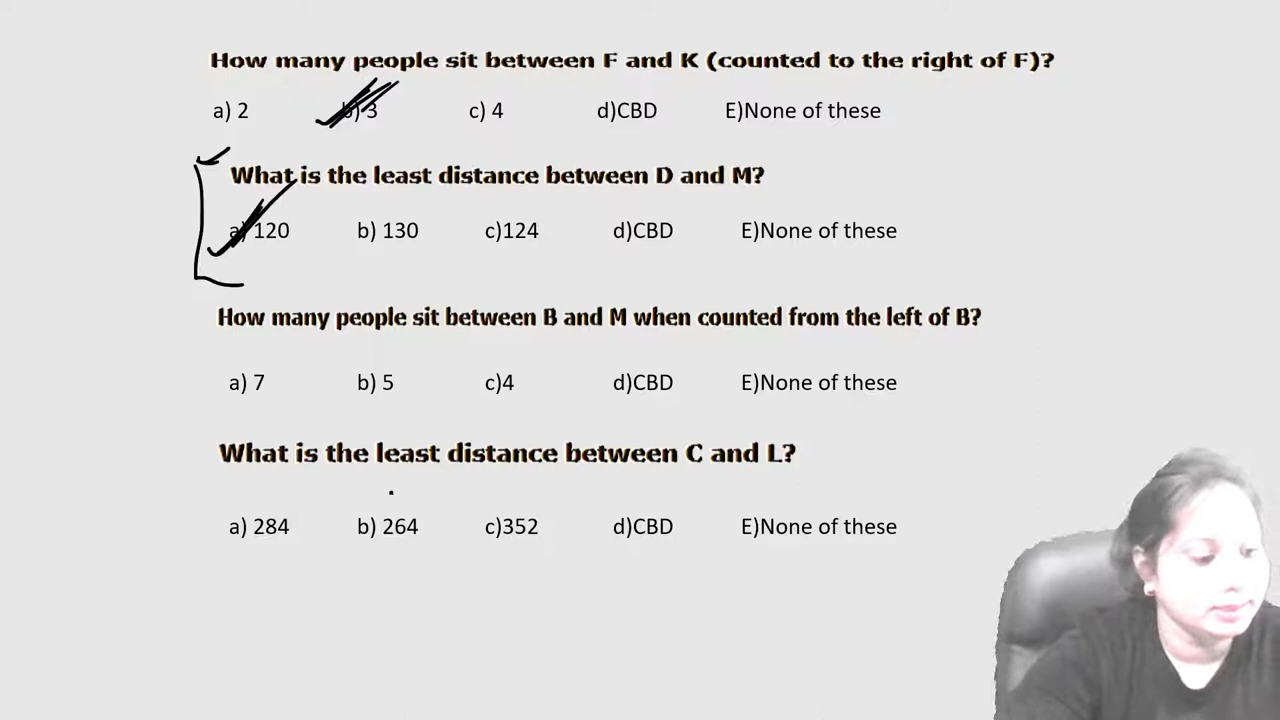 How many people sit between F and K (counted to the right of F)?
a) 2 b) 3 c) 4 d)CBD E)None of these
What is the least distance between D and M?
a) 120 b) 130 c)124 d)CBD E)None of these
How many people sit between B and M when counted from the left of B?
a) 7 b) 5 c)4 d)CBD E)None of these
What is the least distance between C and L?
a) 284 b) 264 c)352 d)CBD E)None of these